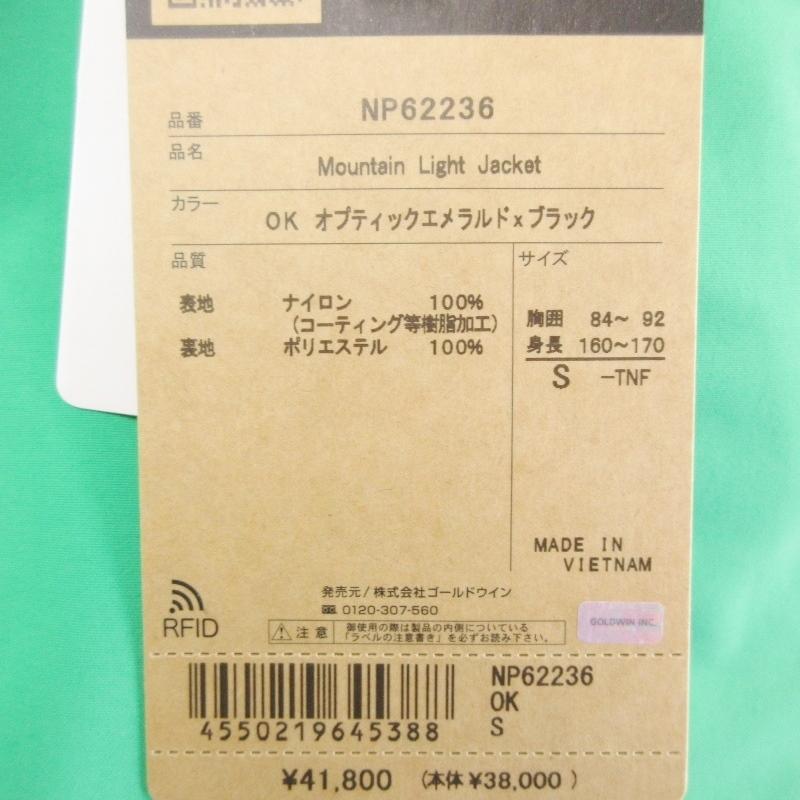 品番 NP62236
品名
Mountain Light Jacket
カラー
OK オプティックエメラルドxブラック
品質
表地 ナイロン 100%
(コーティング等樹脂加工)
裏地 ポリエステル 100%
サイズ
胸囲 84～ 92
身長 160～170
S -TNF
MADE IN
VIETNAM
発売元/株式会社ゴールドウイン
0120-307-560
RFID
注意
御使用の際は製品の内側についている
「ラベルの注意書き」を必ずお読み下さい。
GOLDWIN INC.
4550219645388
NP62236
OK
S
¥41,800 (本体 ¥38,000 )